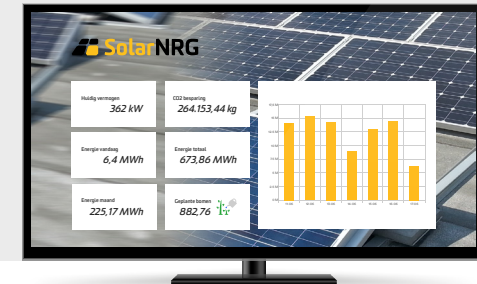 SolarNRG
Huidig vermogen
362 kW
CO2 besparing
264.153,44 kg
Energie vandaag
6,4 MWh
Energie totaal
673,86 MWh
Energie maand
225,17 MWh
Geplante bomen
882,76